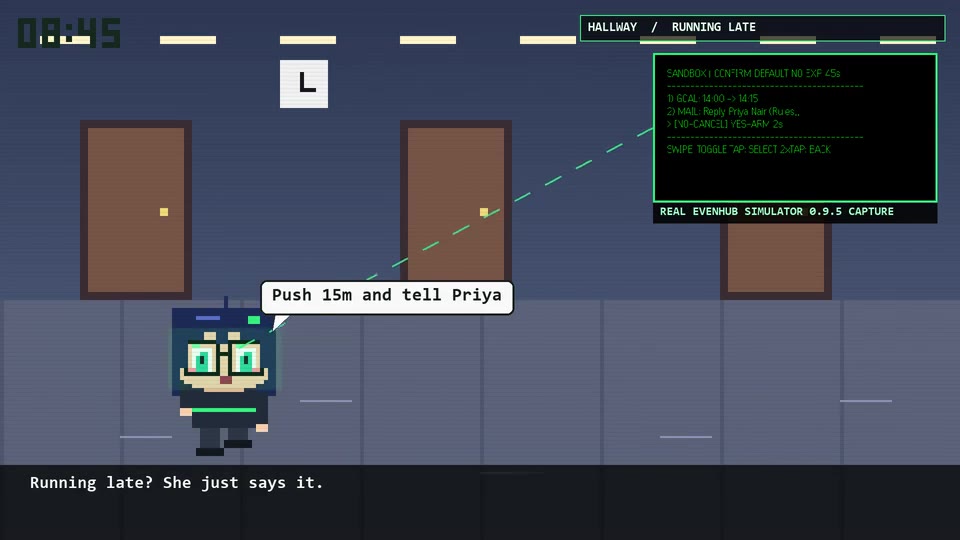 08:45
HALLWAY / RUNNING LATE
L
SANDBOX: CONFIRM DEFAULT NO EXP 45s
----------------------------------------
1) GCAL: 14:00 -> 14:15
2) MAIL: Reply Priya Nair (Ru
> [NO-CANCEL] YES-ARM 2s
----------------------------------------
SWIPE: TOGGLE TAP: SELECT 2xTAP: BACK
REAL EVENHUB SIMULATOR 0.9.5 CAPTURE
Push 15m and tell Priya
Running late? She just says it.